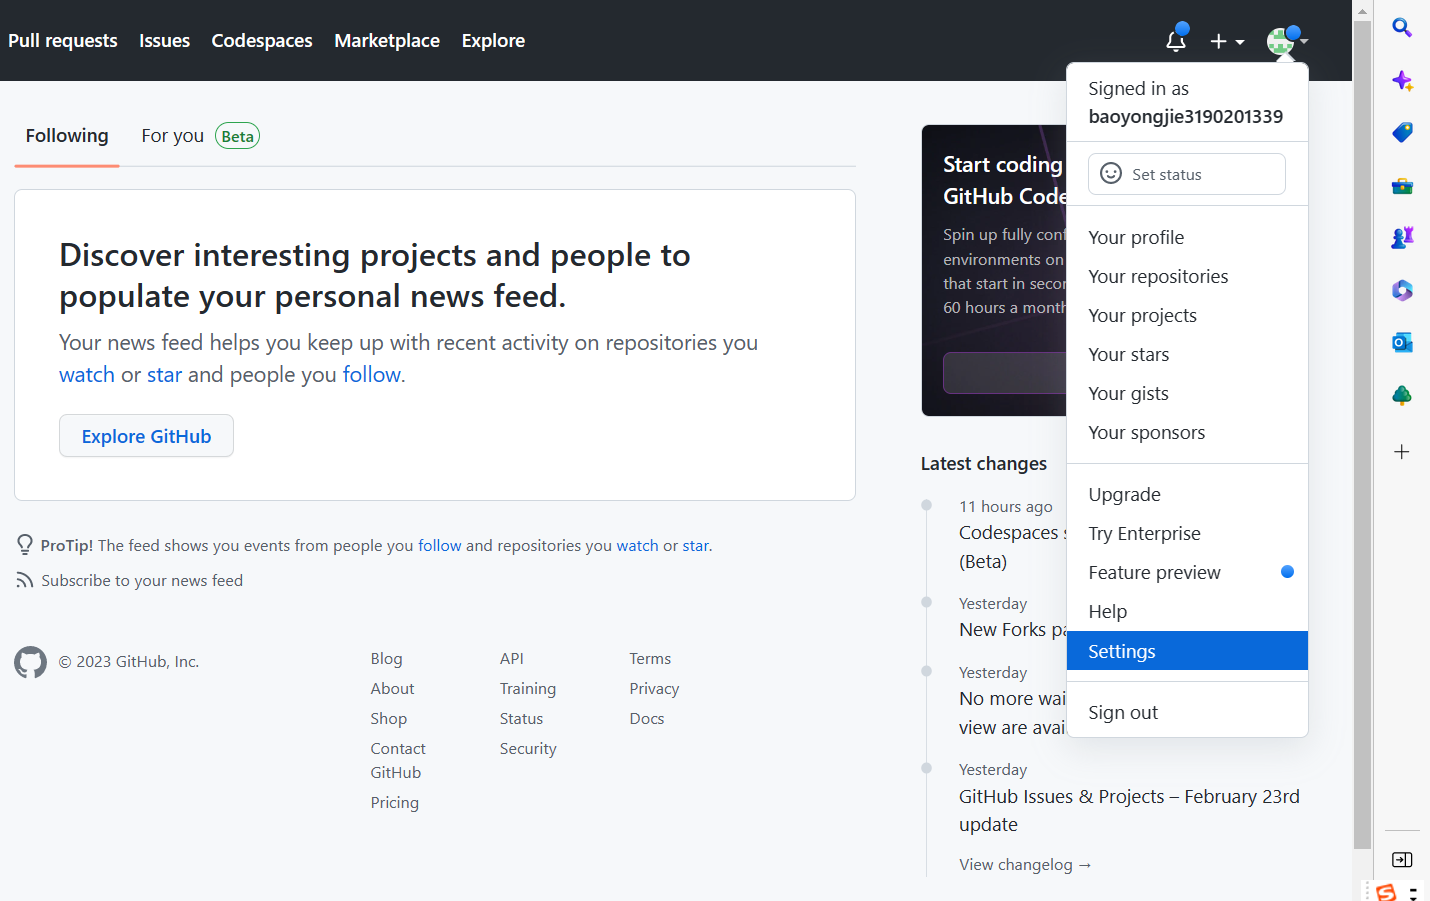 Pull requests Issues Codespaces Marketplace Explore
Following For you Beta
Discover interesting projects and people to
populate your personal news feed.
Your news feed helps you keep up with recent activity on repositories you
watch or star and people you follow.
Explore GitHub
ProTip! The feed shows you events from people you follow and repositories you watch or star.
Subscribe to your news feed
© 2023 GitHub, Inc.
Blog
About
Shop
Contact
GitHub
Pricing
API
Training
Status
Security
Terms
Privacy
Docs
Start coding
GitHub Code
Spin up fully
environments on
that start in
60 hours a month
Latest changes
11 hours ago
Codespaces
(Beta)
Yesterday
New Forks
Yesterday
No more
view are
Yesterday
GitHub Issues & Projects – February 23rd
update
View changelog →
Signed in as
baoyongjie3190201339
Set status
Your profile
Your repositories
Your projects
Your stars
Your gists
Your sponsors
Upgrade
Try Enterprise
Feature preview
Help
Settings
Sign out